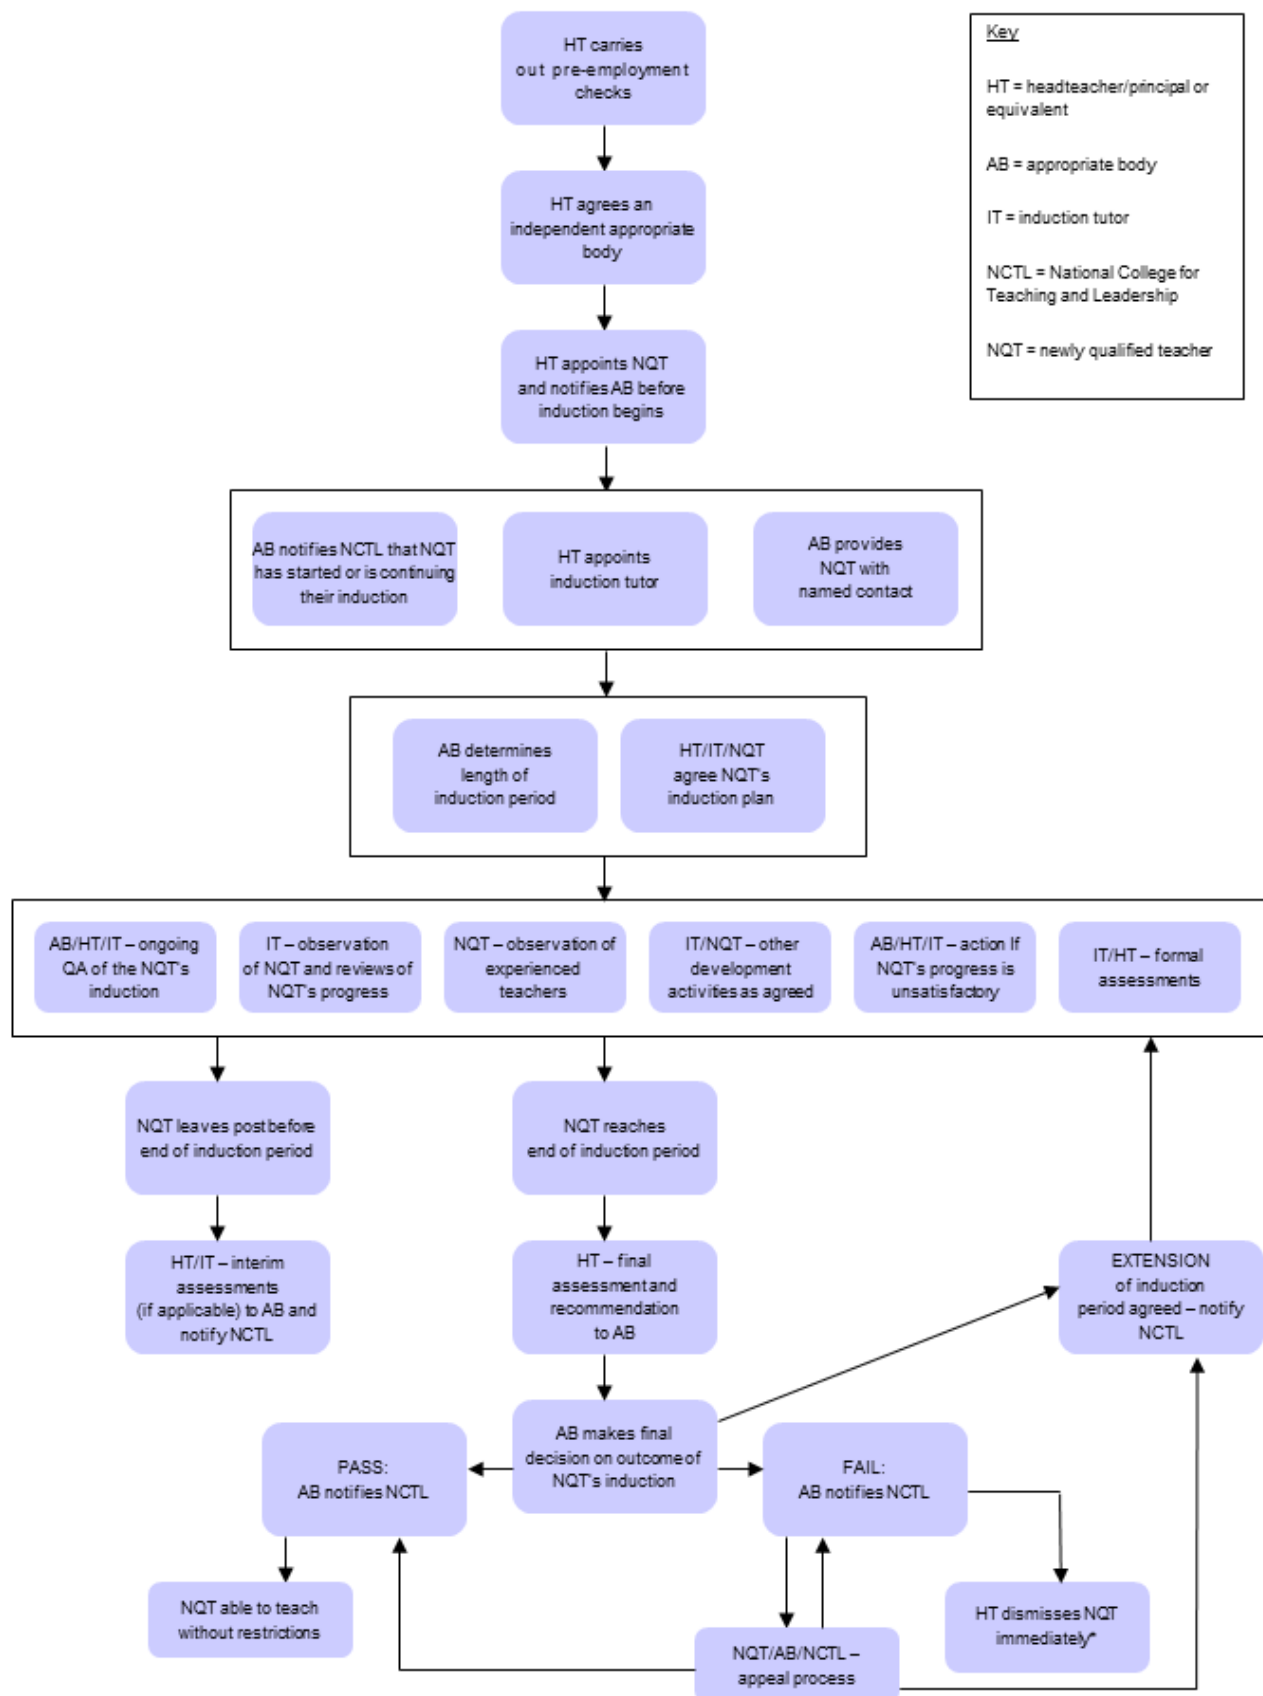 HT carries
out pre-employment
checks
Key
HT = headteacher/principal or
equivalent
AB = appropriate body
IT = induction tutor
NCTL = National College for
Teaching and Leadership
NQT = newly qualified teacher
HT agrees an
independent appropriate
body
HT appoints NQT
and notifies AB before
induction begins
AB notifies NCTL that NQT
has started or is continuing
their induction
HT appoints
induction tutor
AB provides
NQT with
named contact
AB determines
length of
induction period
HT/IT/NQT
agree NQT's
induction plan
AB/HT/IT – ongoing
QA of the NQT's
induction
IT – observation
of NQT and reviews of
NQT's progress
NQT – observation of
experienced
teachers
IT/NQT – other
development
activities as agreed
AB/HT/IT – action If
NQT's progress is
unsatisfactory
IT/HT – formal
assessments
NQT leaves post before
end of induction period
NQT reaches
end of induction period
HT/IT – interim
assessments
(if applicable) to AB and
notify NCTL
HT – final
assessment and
recommendation
to AB
EXTENSION
of induction
period agreed – notify
NCTL
PASS:
AB notifies NCTL
AB makes final
decision on outcome of
NQT's induction
FAIL:
AB notifies NCTL
NQT able to teach
without restrictions
NQT/AB/NCTL –
appeal process
HT dismisses NQT
immediately*